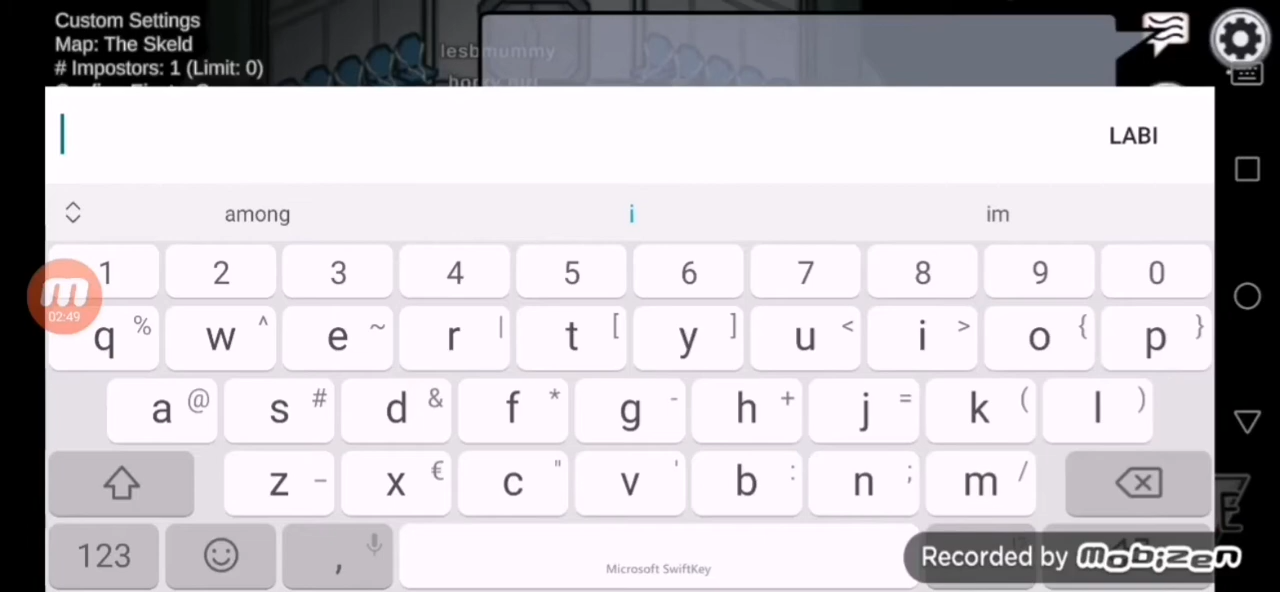 Custom Settings
Map: The Skeld
# Impostors: 1 (Limit: 0)
lesbmummy
LABI
among i im
1 2 3 4 5 6 7 8 9 0
02:49
q % w ^ e ~ r | t [ y ] u < i > o { p }
a @ s # d & f * g - h + j = k ( l )
z _ x € c " v ' b : n ; m /
123 , Microsoft SwiftKey
Recorded by mobizen